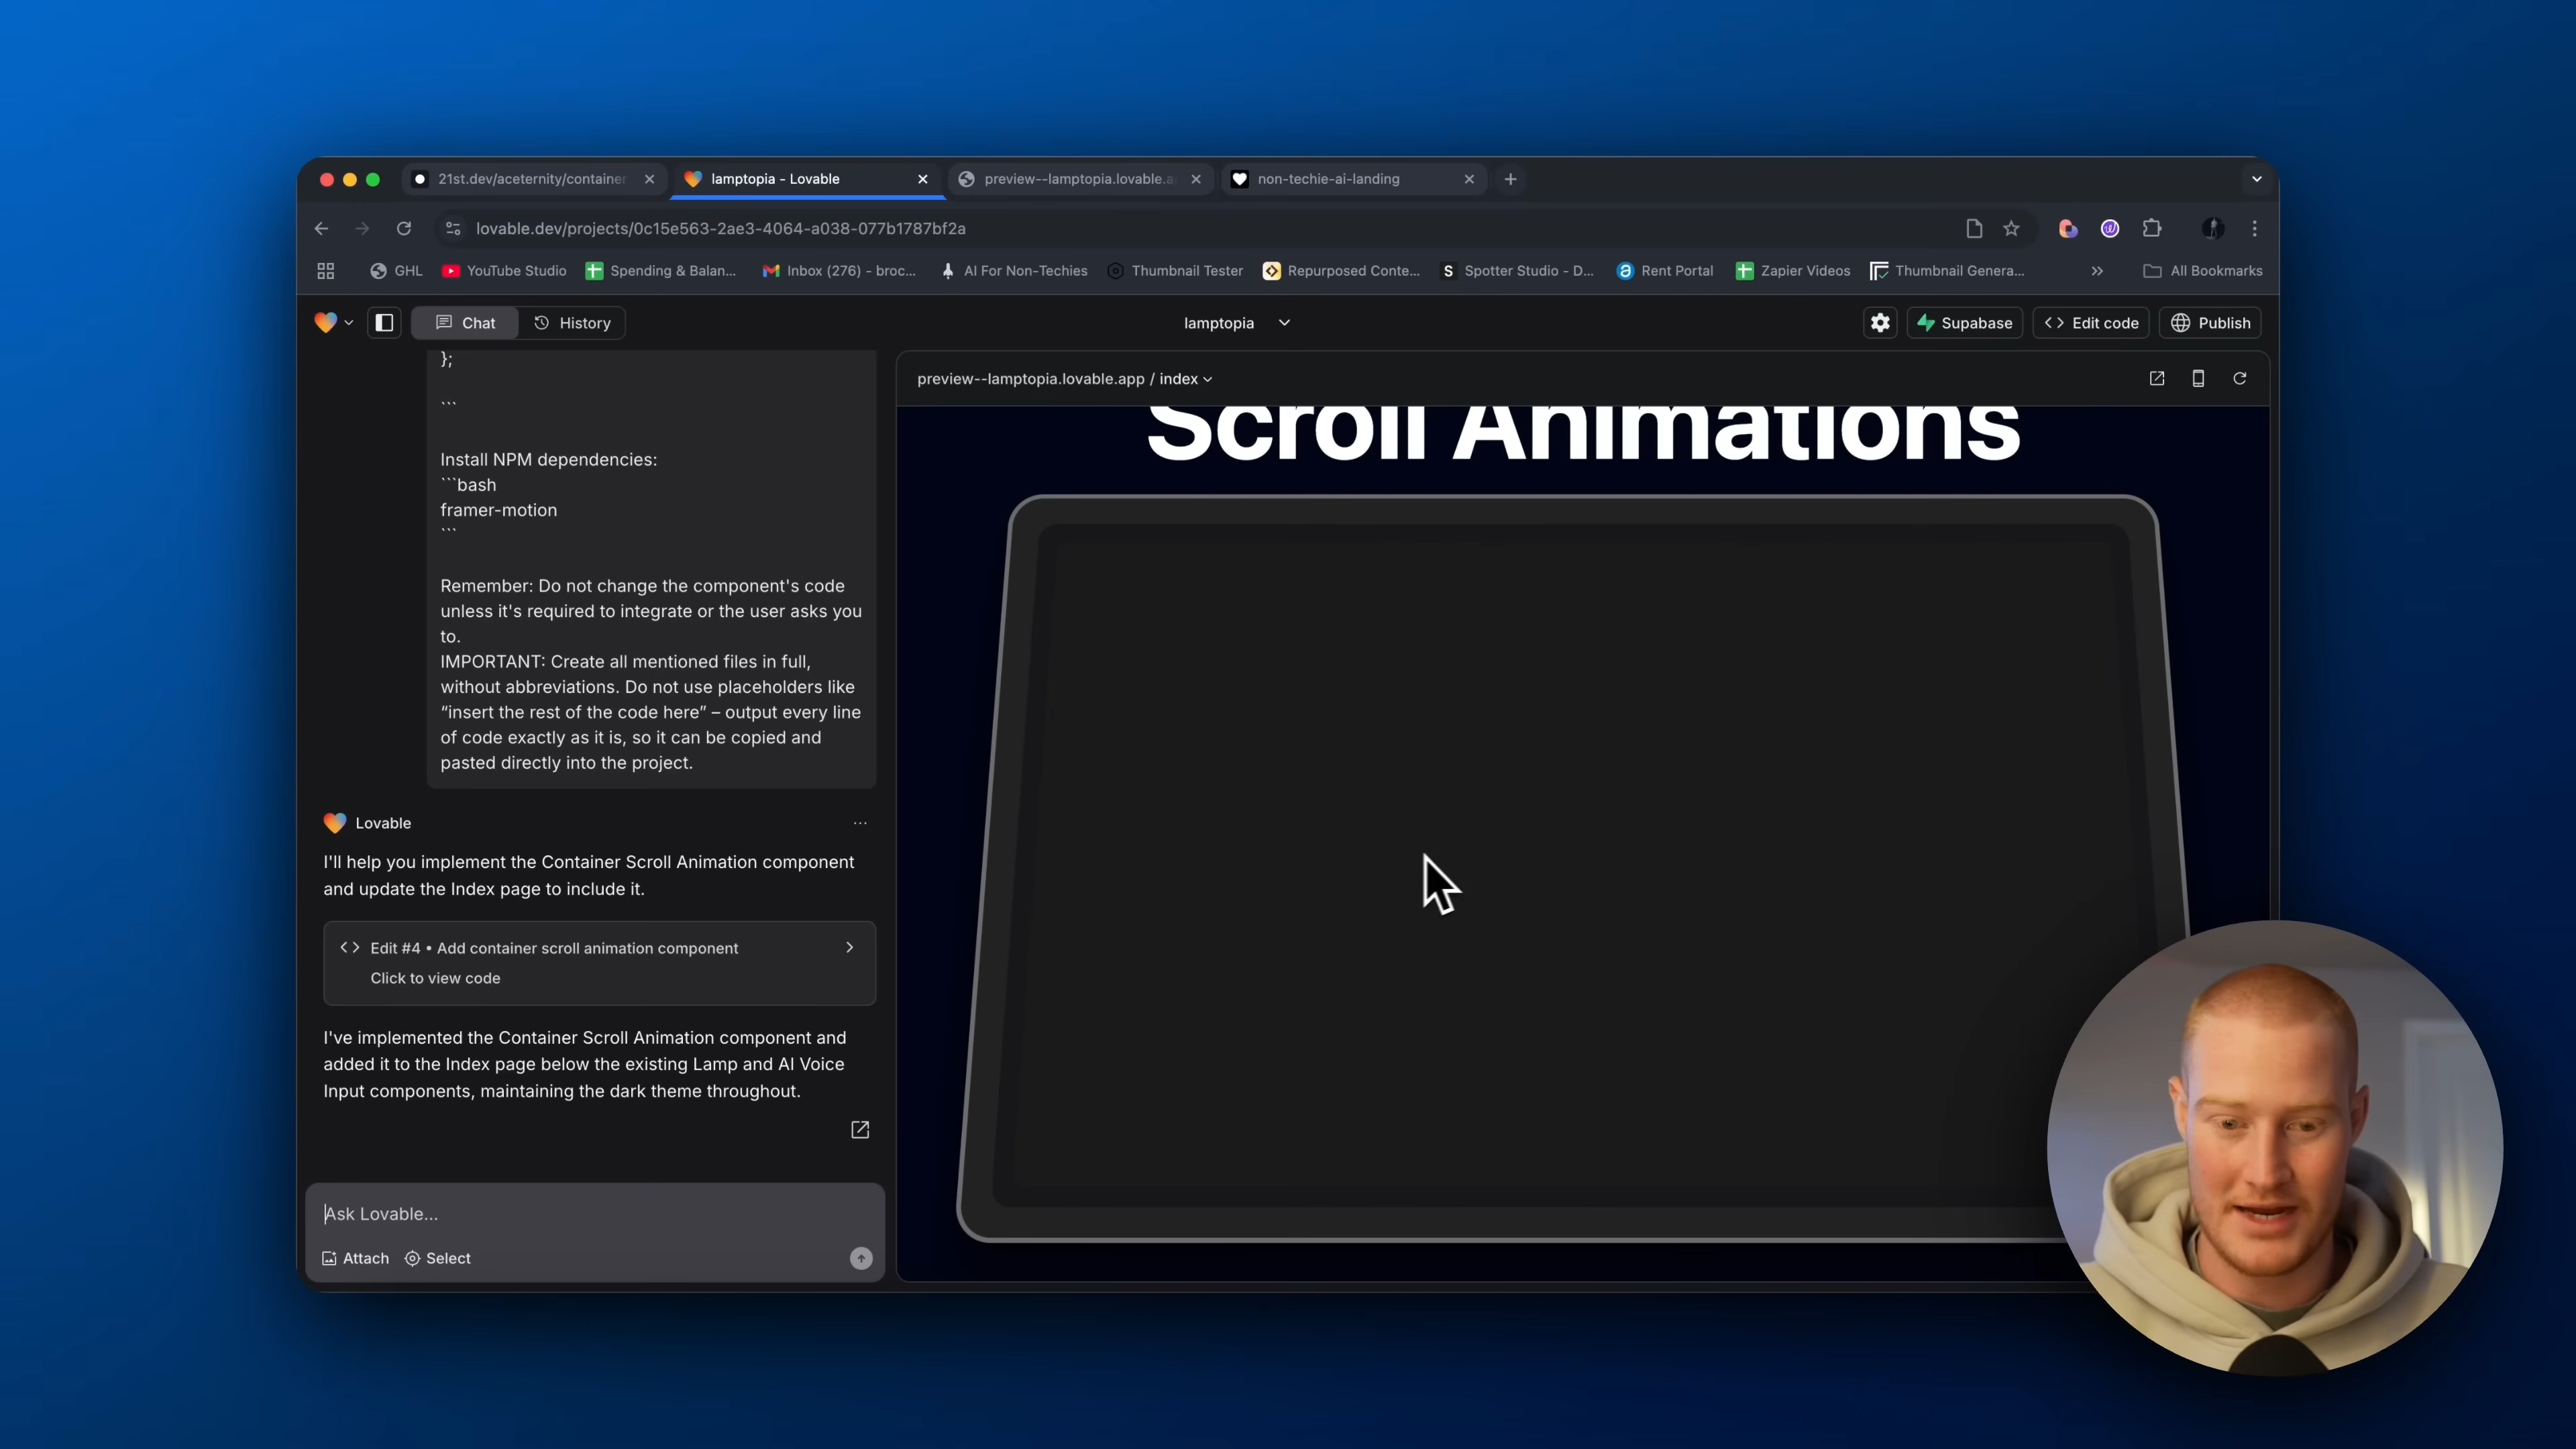 21st.dev/aceternity/container
lamptopia - Lovable
preview--lamptopia.lovable.a
non-techie-ai-landing
lovable.dev/projects/0c15e563-2ae3-4064-a038-077b1787bf2a
GHL
YouTube Studio
Spending & Balan...
Inbox (276) - broc...
AI For Non-Techies
Thumbnail Tester
Repurposed Conte...
S
Spotter Studio - D...
Rent Portal
Zapier Videos
Thumbnail Genera...
All Bookmarks
Chat
History
lamptopia
Supabase
Edit code
Publish
};
```
Install NPM dependencies:
```bash
framer-motion
```
Remember: Do not change the component's code
unless it's required to integrate or the user asks you
to.
IMPORTANT: Create all mentioned files in full,
without abbreviations. Do not use placeholders like
“insert the rest of the code here” – output every line
of code exactly as it is, so it can be copied and
pasted directly into the project.
Lovable
I'll help you implement the Container Scroll Animation component
and update the Index page to include it.
Edit #4 • Add container scroll animation component
Click to view code
I've implemented the Container Scroll Animation component and
added it to the Index page below the existing Lamp and AI Voice
Input components, maintaining the dark theme throughout.
Ask Lovable...
Attach
Select
preview--lamptopia.lovable.app / index
Scroll Animations